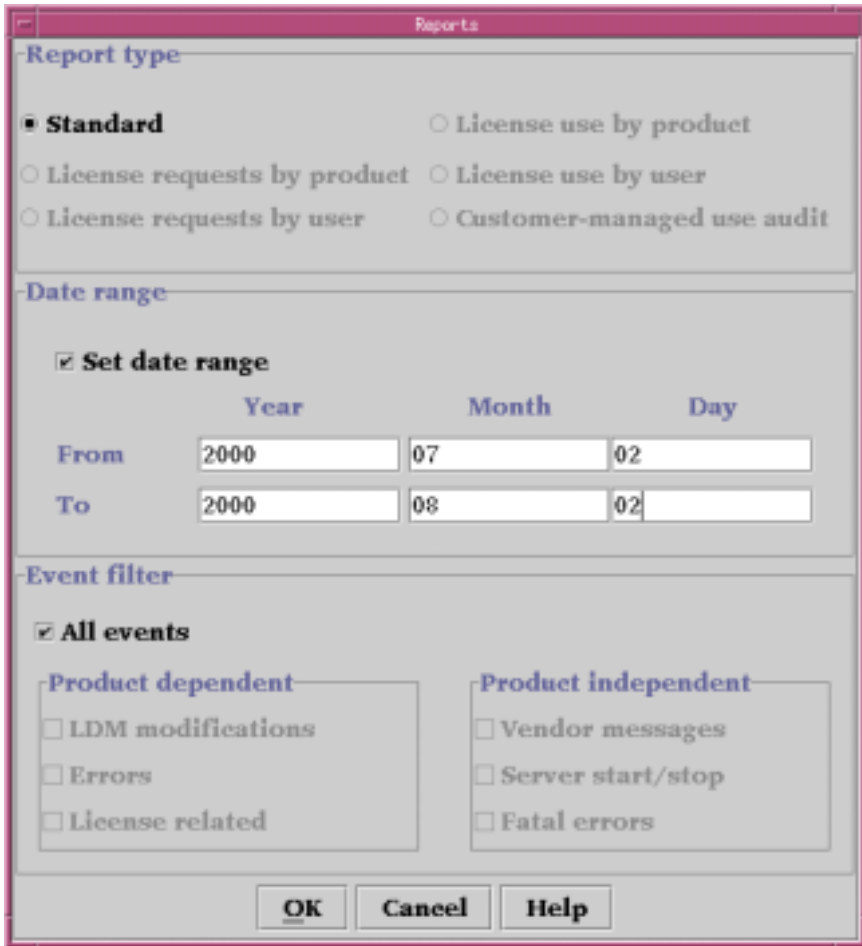 Reports
Report type
Standard
License use by product
License requests by product
License use by user
License requests by user
Customer-managed use audit
Date range
Set date range
Year Month Day
From 2000 07 02
To 2000 08 02
Event filter
All events
Product dependent
LDM modifications
Errors
License related
Product independent
Vendor messages
Server start/stop
Fatal errors
OK Cancel Help